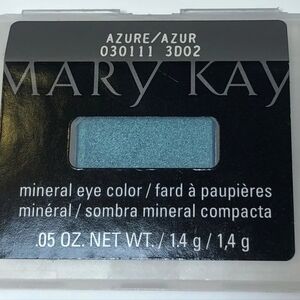 AZURE/AZUR
030111 3D02
MARY KAY
mineral eye color / fard à paupières
minéral / sombra mineral compacta
.05 OZ. NET WT. / 1.4 g / 1,4 g